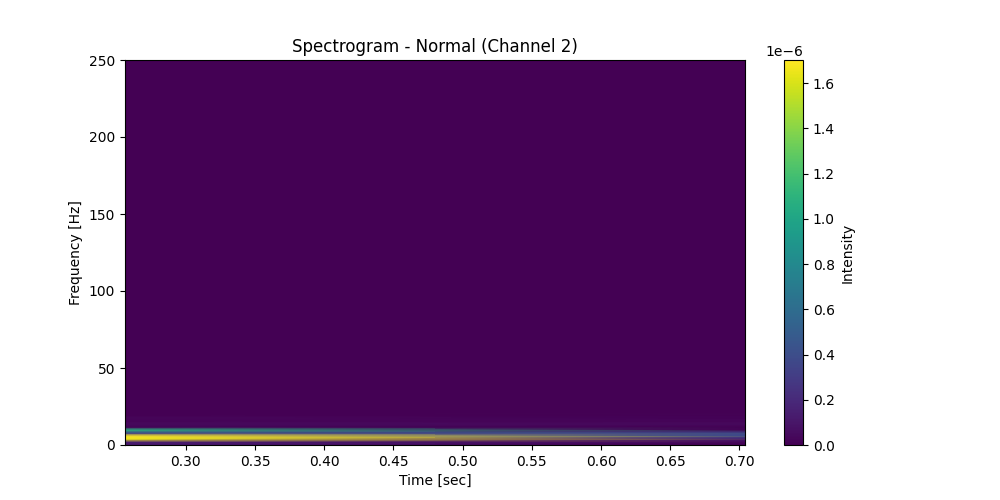 Spectrogram - Normal (Channel 2)
1e−6
Frequency [Hz]
250
200
150
100
50
0
0.30 0.35 0.40 0.45 0.50 0.55 0.60 0.65 0.70
Time [sec]
1.6
1.4
1.2
1.0
0.8
0.6
0.4
0.2
0.0
Intensity